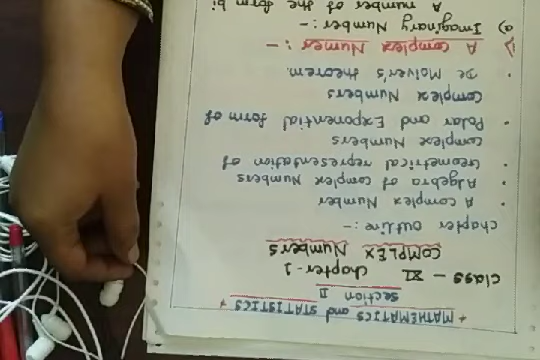 * MATHEMATICS and STATISTICS *
Section II
Class - XI Chapter-1
COMPLEX Numbers
Chapter outline :-
• A Complex Number
• Algebra of Complex Numbers
• Geometrical representation of
Complex Numbers
• Polar and Exponential form of
Complex Numbers
• De Moiver's theorem.
1) A Complex Numer :-
a) Imaginary Number :-
A number of the form bi